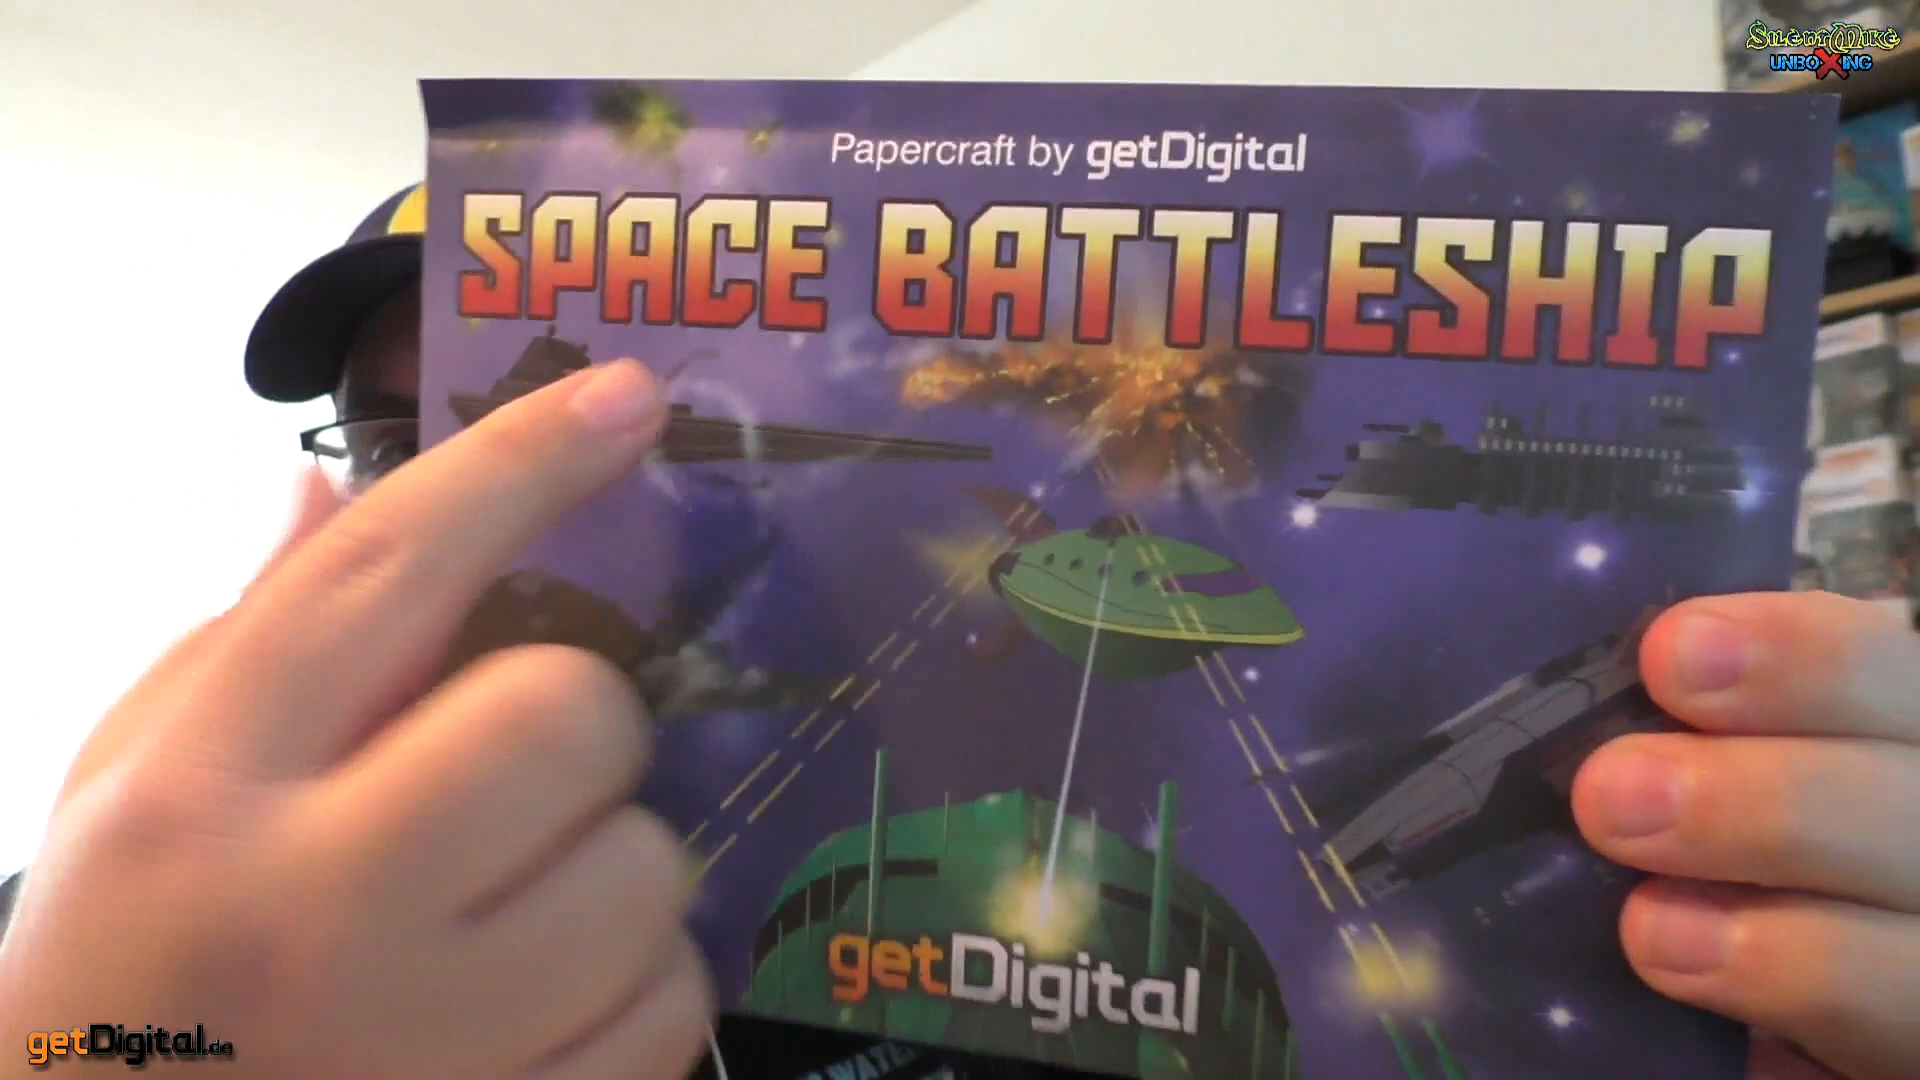 SilentMike
UNBOXING
Papercraft by getDigital
SPACE BATTLESHIP
getDigital
getDigital.de